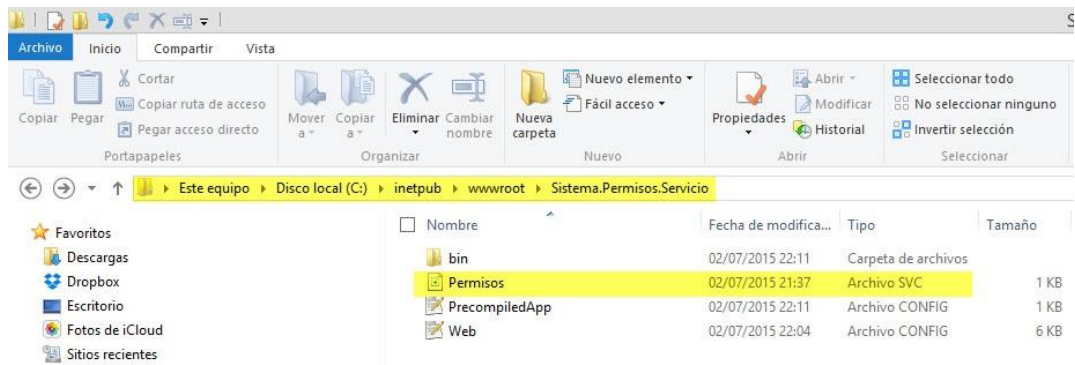 S
Archivo Inicio Compartir Vista
Copiar Pegar Cortar Copiar ruta de acceso Pegar acceso directo
Mover a Copiar a Eliminar Cambiar nombre
Nueva carpeta Nuevo elemento Fácil acceso
Propiedades Abrir Modificar Historial
Seleccionar todo No seleccionar ninguno Invertir selección
Portapapeles Organizar Nuevo Abrir Seleccionar
Este equipo Disco local (C:) inetpub wwwroot Sistema.Permisos.Servicio
Favoritos
Descargas
Dropbox
Escritorio
Fotos de iCloud
Sitios recientes
Nombre Fecha de modifica... Tipo Tamaño
bin 02/07/2015 22:11 Carpeta de archivos
Permisos 02/07/2015 21:37 Archivo SVC 1 KB
PrecompiledApp 02/07/2015 22:11 Archivo CONFIG 1 KB
Web 02/07/2015 22:04 Archivo CONFIG 6 KB